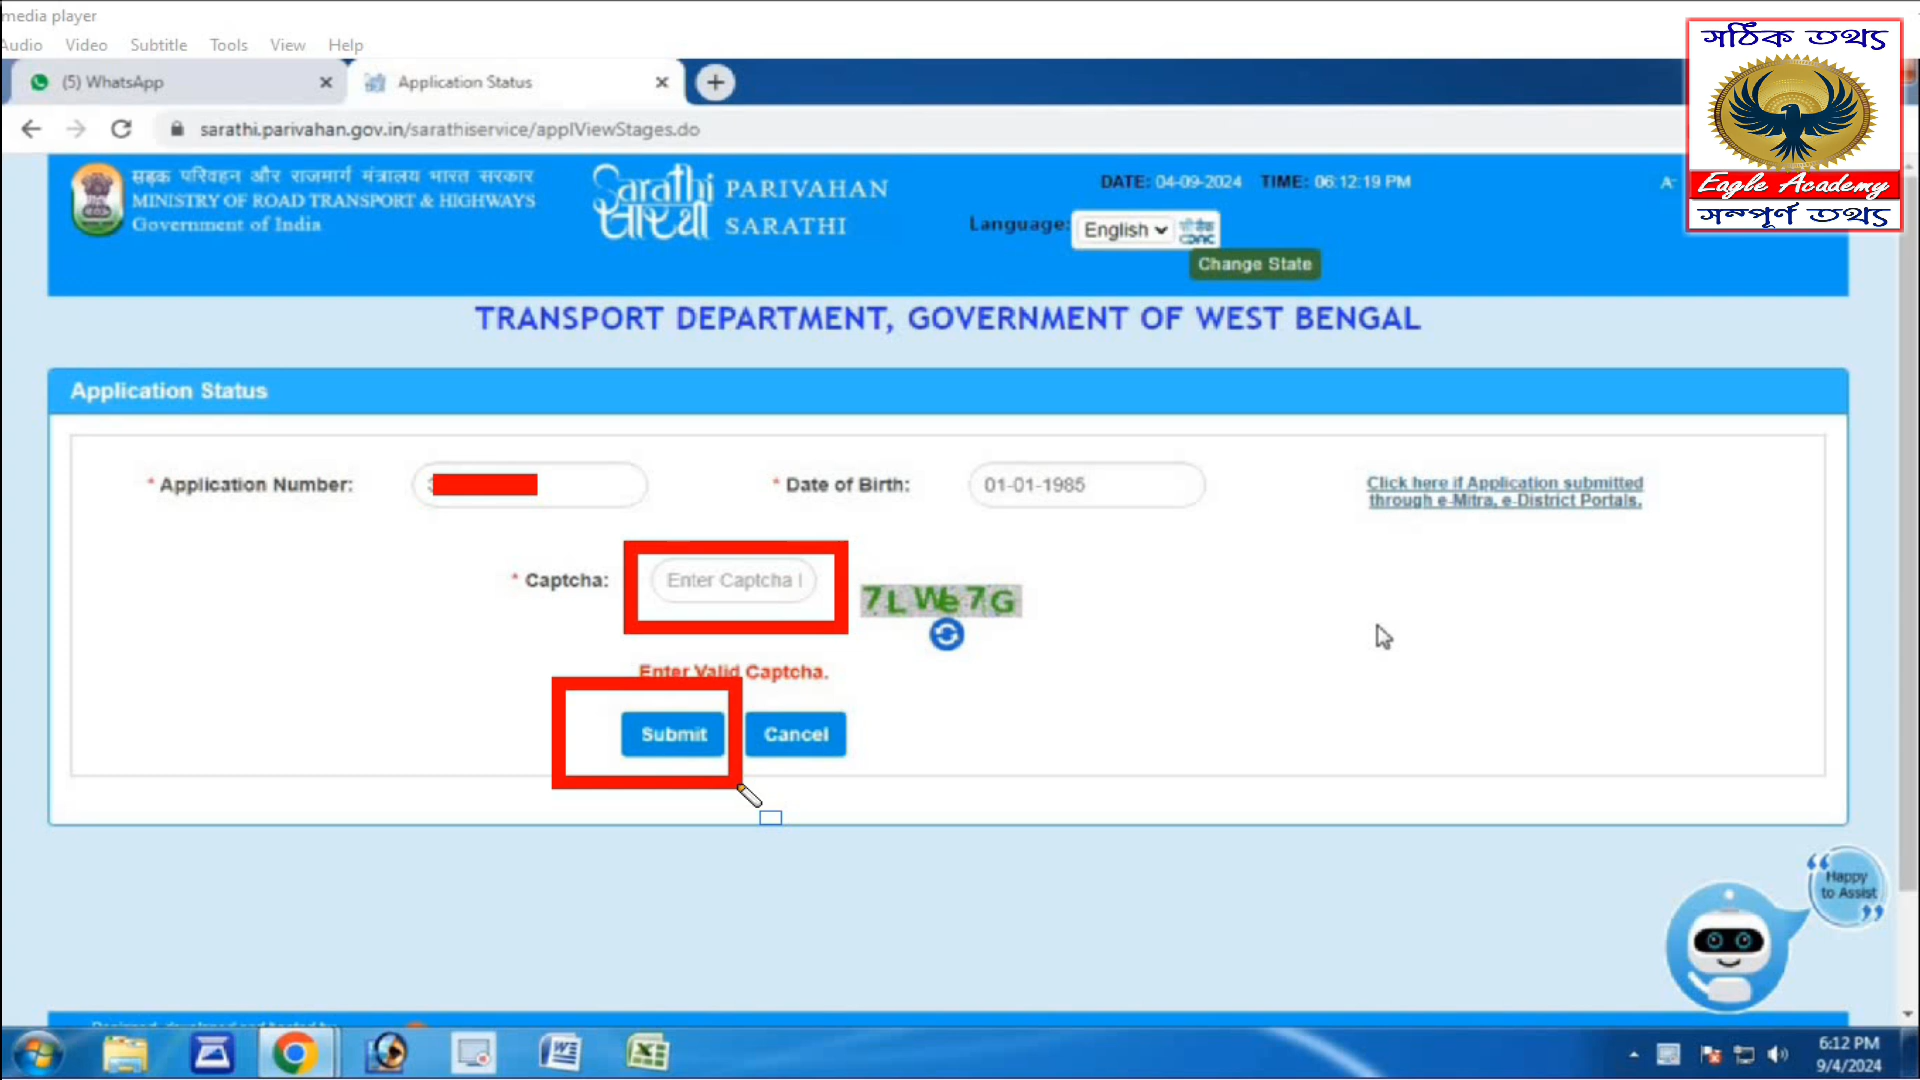 media player
Audio Video Subtitle Tools View Help
সঠিক তথ্য
Eagle Academy
সম্পূর্ণ তথ্য
(5) WhatsApp
Application Status
sarathi.parivahan.gov.in/sarathiservice/applViewStages.do
सड़क परिवहन और राजमार्ग मंत्रालय भारत सरकार
MINISTRY OF ROAD TRANSPORT & HIGHWAYS
Government of India
Sarathi
सारथी
PARIVAHAN
SARATHI
DATE: 04-09-2024 TIME: 06:12:19 PM
A-
Language: English
सी डैक
CDAC
Change State
TRANSPORT DEPARTMENT, GOVERNMENT OF WEST BENGAL
Application Status
* Application Number:
* Date of Birth: 01-01-1985
Click here if Application submitted
through e-Mitra, e-District Portals.
* Captcha: Enter Captcha
7LWe7G
Enter Valid Captcha.
Submit Cancel
Happy
to Assist
6:12 PM
9/4/2024